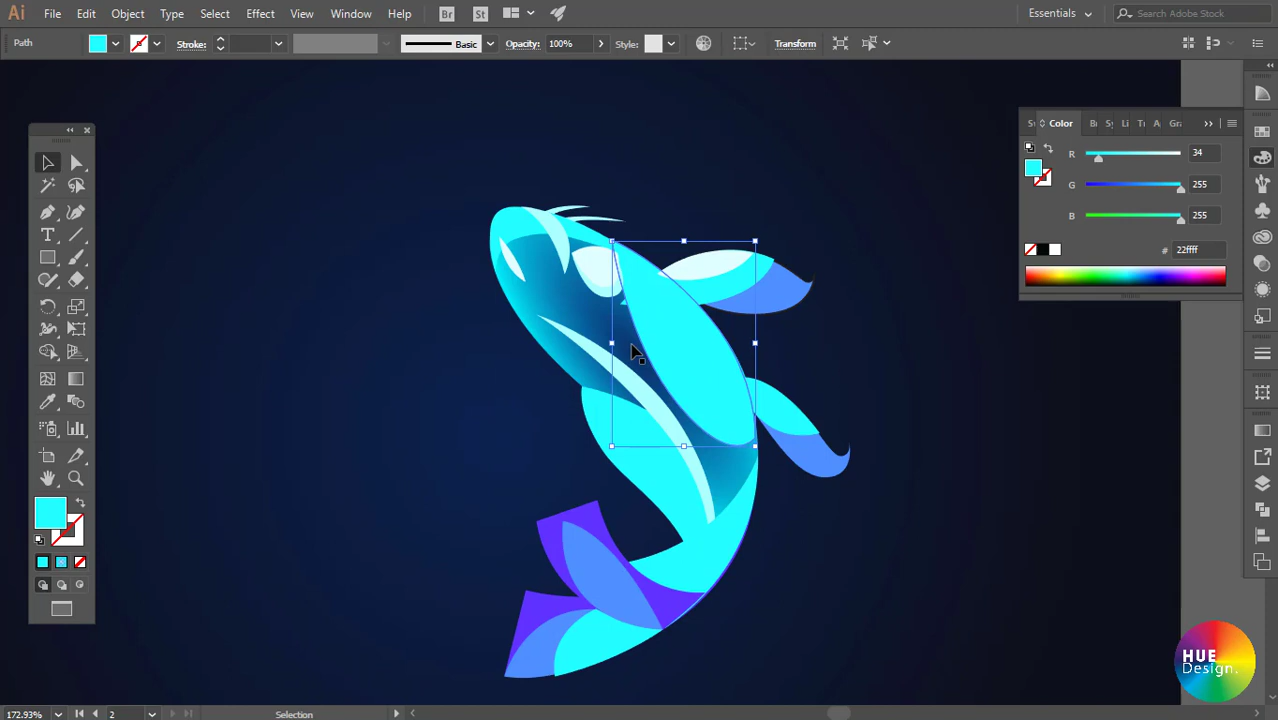 Ai File Edit Object Type Select Effect View Window Help Br St Essentials Search Adobe Stock
Path Stroke: Basic Opacity: 100% Style: Transform
Color
R 34
G 255
B 255
# 22ffff
HUE
Design.
172.93% 2 Selection